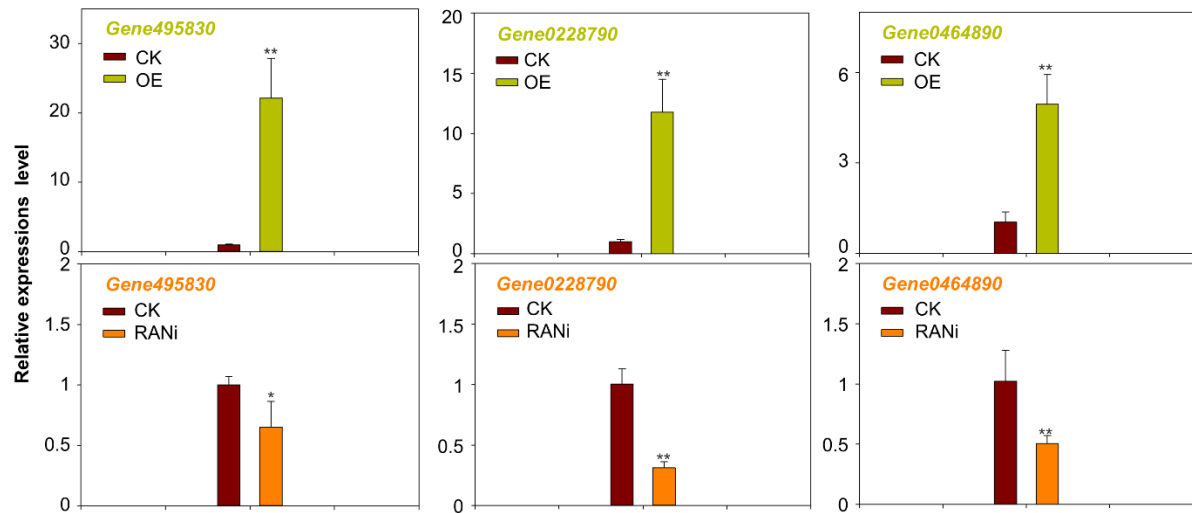 Relative expressions level
Gene495830
CK
OE
**
30
20
10
0
Gene0228790
CK
OE
**
20
15
10
5
0
Gene0464890
CK
OE
**
6
3
0
Gene495830
CK
RANi
*
2
1.5
1
0.5
0
Gene0228790
CK
RANi
**
2
1.5
1
0.5
0
Gene0464890
CK
RANi
**
2
1.5
1
0.5
0